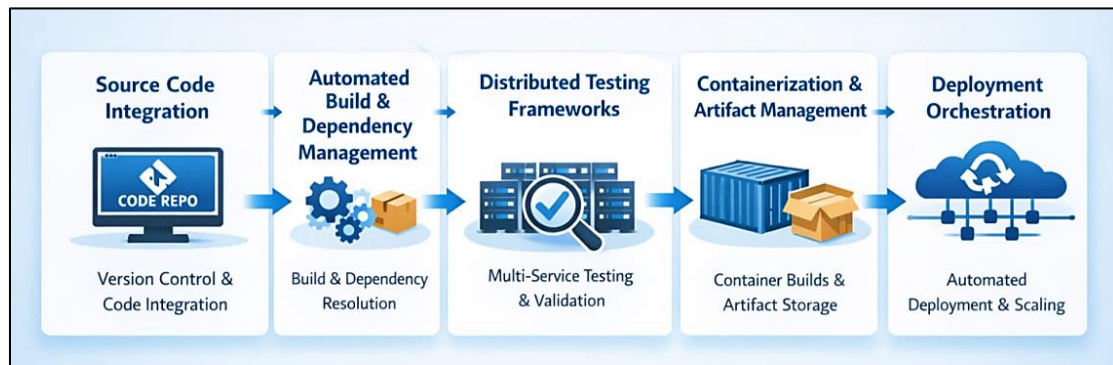 Source Code
Integration
CODE REPO
Version Control &
Code Integration
Automated
Build &
Dependency
Management
Build & Dependency
Resolution
Distributed Testing
Frameworks
Multi-Service Testing
& Validation
Containerization &
Artifact Management
Container Builds &
Artifact Storage
Deployment
Orchestration
Automated
Deployment & Scaling